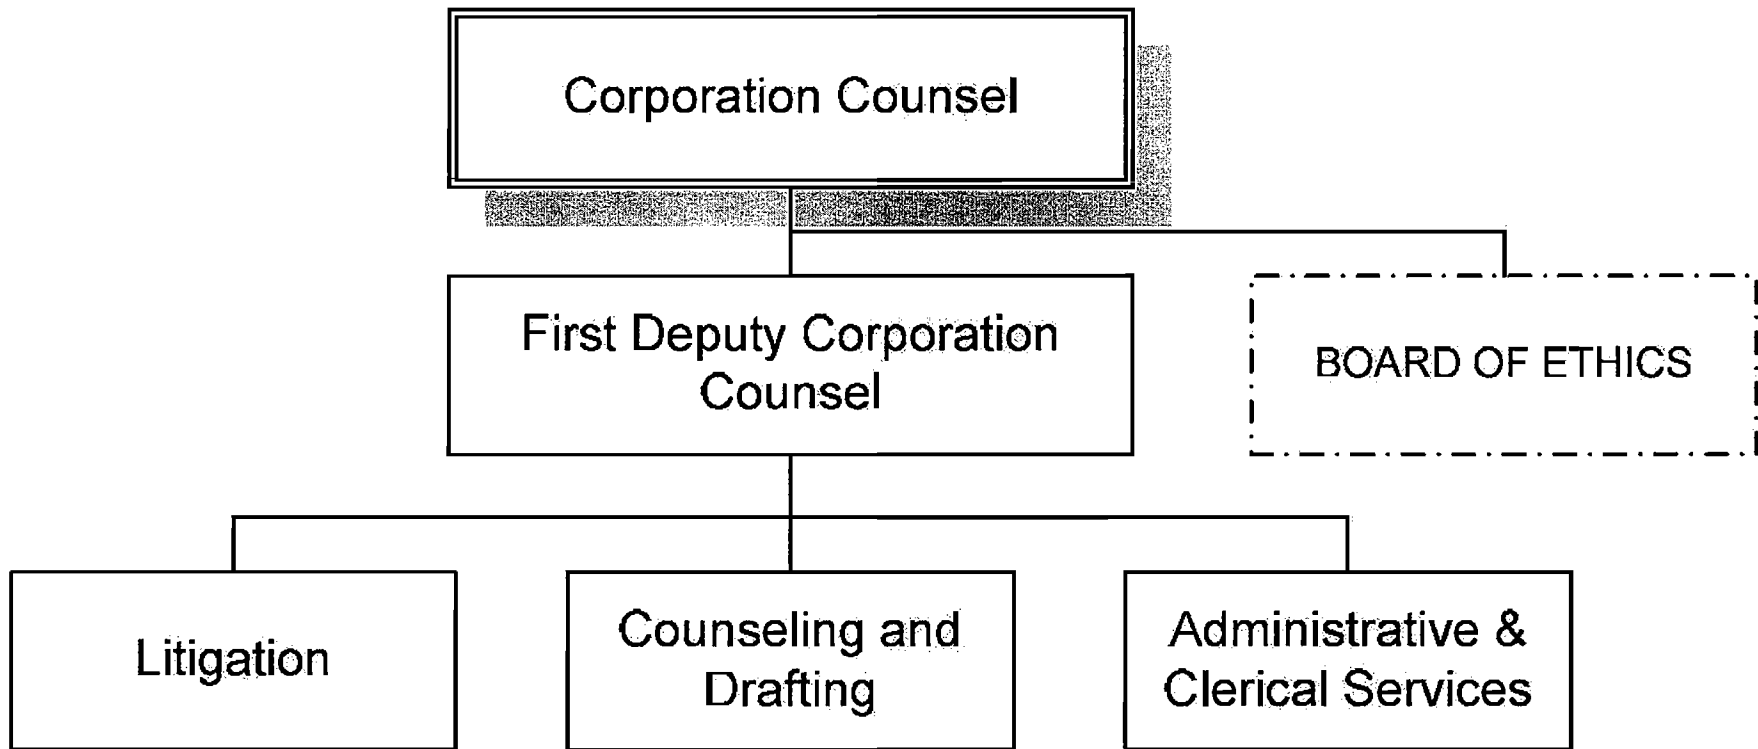 Corporation Counsel
First Deputy Corporation
Counsel
BOARD OF ETHICS
Litigation
Counseling and
Drafting
Administrative &
Clerical Services